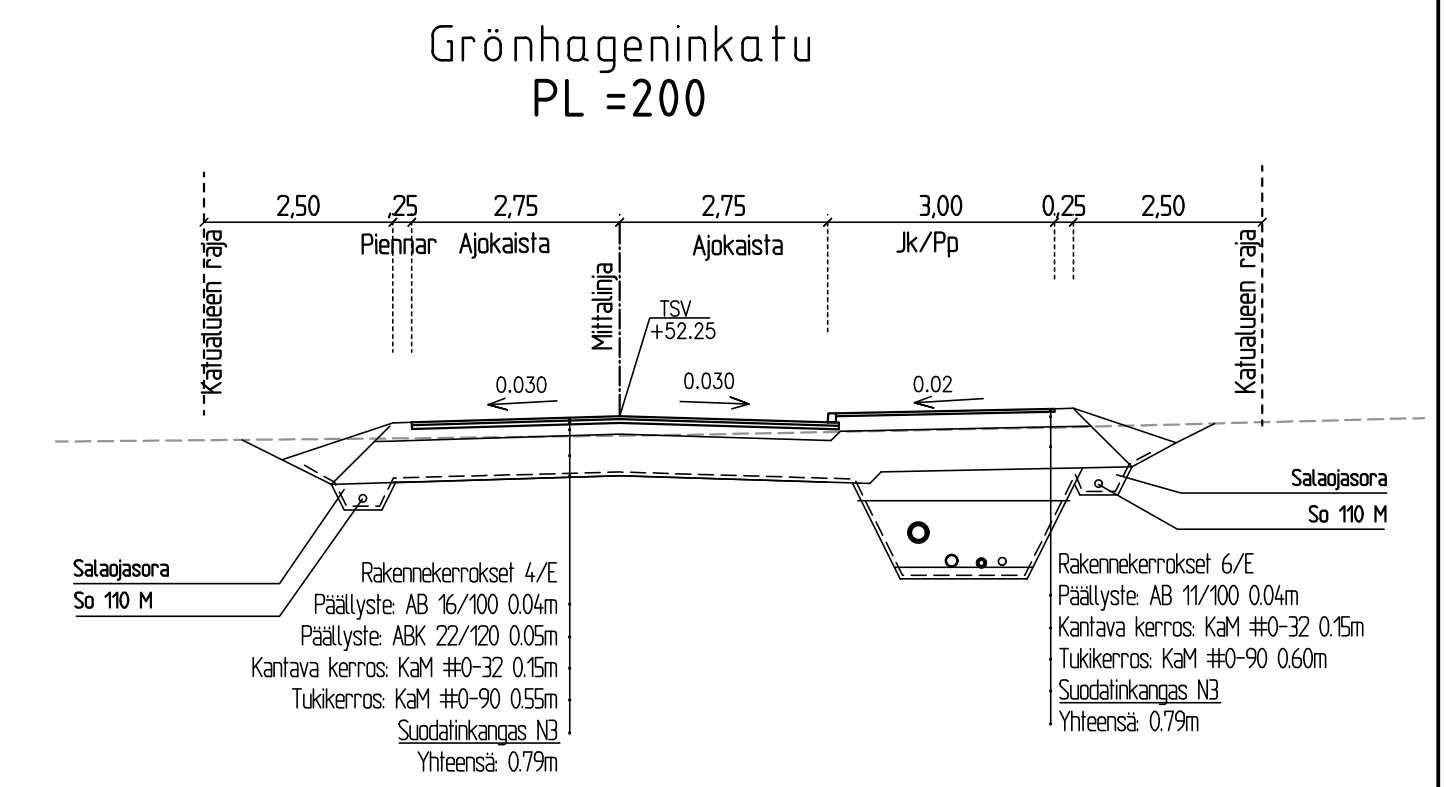 Grönhageninkatu
PL =200
2,50 ,25 2,75 2,75 3,00 0,25 2,50
Piennar Ajokaista Ajokaista Jk/Pp
Katualueen raja
Mittalinja
Katualueen raja
TSV
+52.25
0.030 0.030 0.02
Salaojasora
So 110 M
Salaojasora
So 110 M
Rakennekerrokset 4/E
Päällyste: AB 16/100 0.04m
Päällyste: ABK 22/120 0.05m
Kantava kerros: KaM #0-32 0.15m
Tukikerros: KaM #0-90 0.55m
Suodatinkangas N3
Yhteensä: 0.79m
Rakennekerrokset 6/E
Päällyste: AB 11/100 0.04m
Kantava kerros: KaM #0-32 0.15m
Tukikerros: KaM #0-90 0.60m
Suodatinkangas N3
Yhteensä: 0.79m